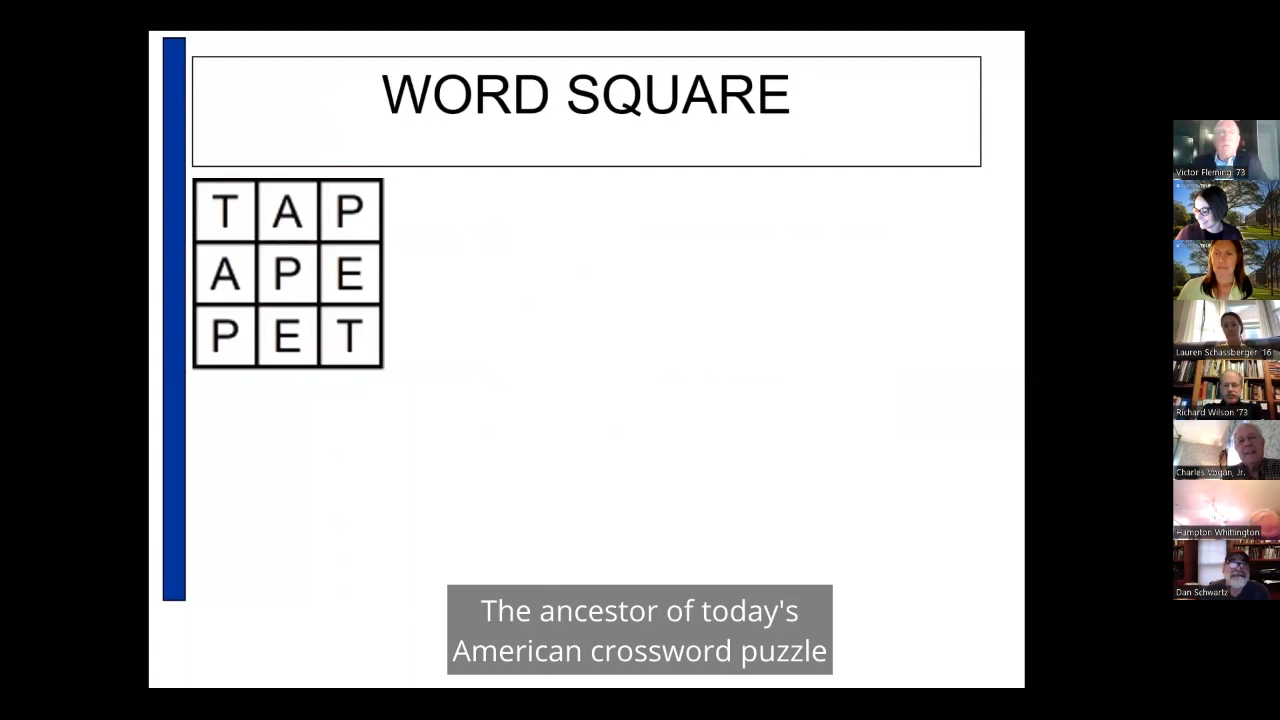 WORD SQUARE
T A P
A P E
P E T
The ancestor of today's
American crossword puzzle
Victor Fleming '73
Lauren Schassberger '16
Richard Wilson '73
Charles Vogan, Jr.
Hampton Whittington
Dan Schwartz